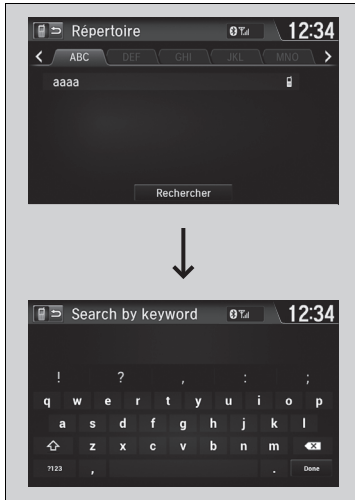 Répertoire 12:34
ABC DEF GHI JKL MNO
aaaa
Rechercher
Search by keyword 12:34
! ? , : ;
q w e r t y u i o p
a s d f g h j k l
z x c v b n m
?123 , . Done